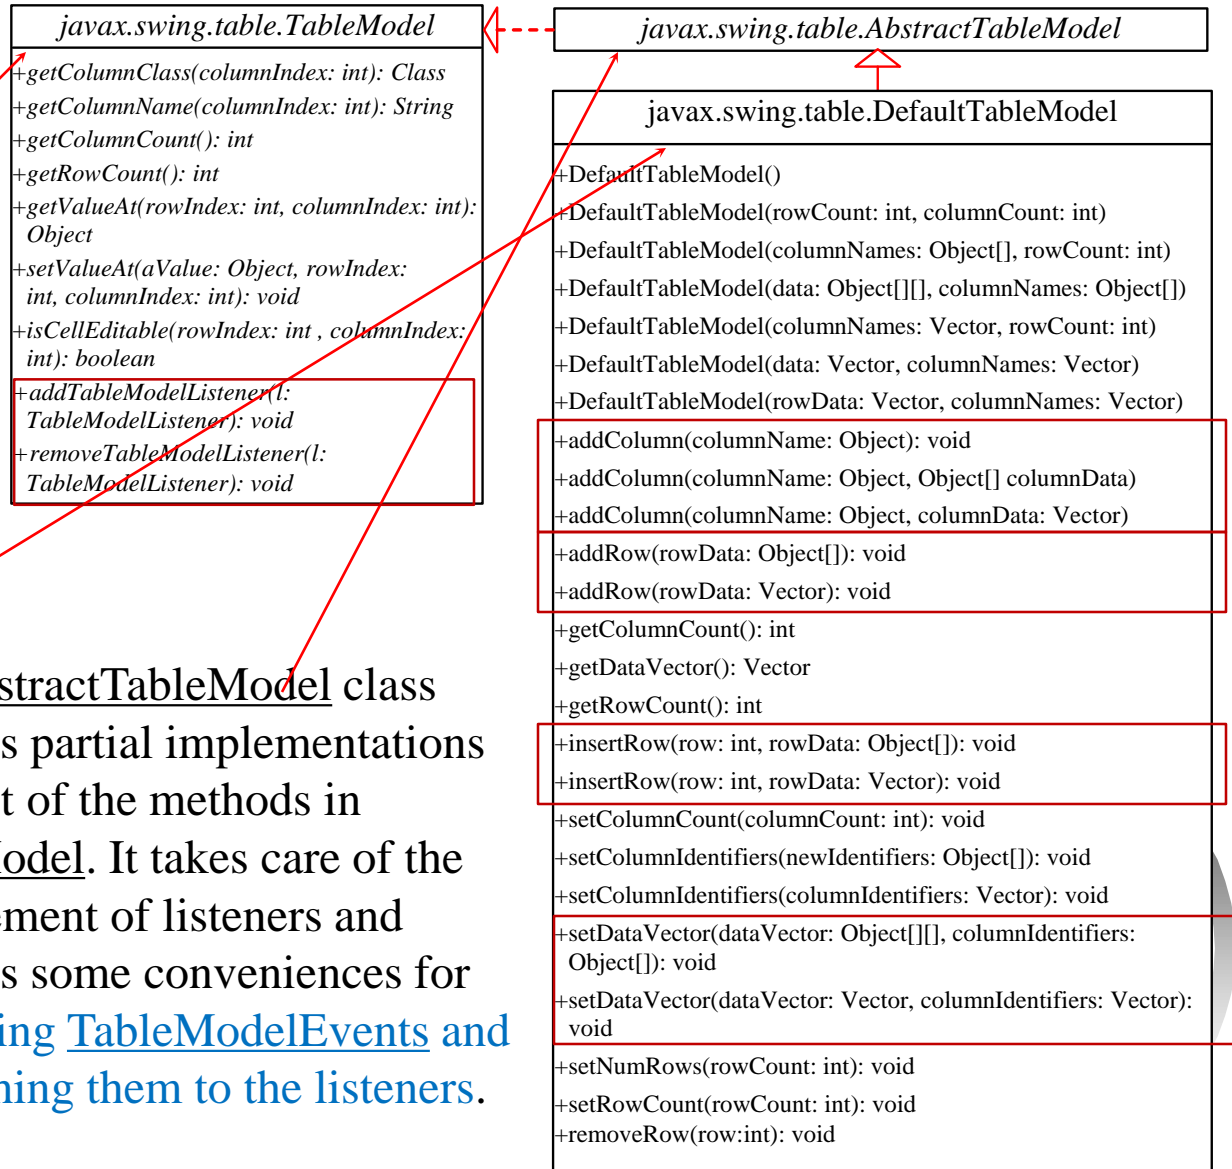 javax.swing.table.TableModel
+getColumnClass(columnIndex: int): Class
+getColumnName(columnIndex: int): String
+getColumnCount(): int
+getRowCount(): int
+getValueAt(rowIndex: int, columnIndex: int):
Object
+setValueAt(aValue: Object, rowIndex:
int, columnIndex: int): void
+isCellEditable(rowIndex: int , columnIndex:
int): boolean
+addTableModelListener(l:
TableModelListener): void
+removeTableModelListener(l:
TableModelListener): void
javax.swing.table.AbstractTableModel
javax.swing.table.DefaultTableModel
+DefaultTableModel()
+DefaultTableModel(rowCount: int, columnCount: int)
+DefaultTableModel(columnNames: Object[], rowCount: int)
+DefaultTableModel(data: Object[][], columnNames: Object[])
+DefaultTableModel(columnNames: Vector, rowCount: int)
+DefaultTableModel(data: Vector, columnNames: Vector)
+DefaultTableModel(rowData: Vector, columnNames: Vector)
+addColumn(columnName: Object): void
+addColumn(columnName: Object, Object[] columnData)
+addColumn(columnName: Object, columnData: Vector)
+addRow(rowData: Object[]): void
+addRow(rowData: Vector): void
+getColumnCount(): int
+getDataVector(): Vector
+getRowCount(): int
+insertRow(row: int, rowData: Object[]): void
+insertRow(row: int, rowData: Vector): void
+setColumnCount(columnCount: int): void
+setColumnIdentifiers(newIdentifiers: Object[]): void
+setColumnIdentifiers(columnIdentifiers: Vector): void
+setDataVector(dataVector: Object[][], columnIdentifiers:
Object[]): void
+setDataVector(dataVector: Vector, columnIdentifiers: Vector):
void
+setNumRows(rowCount: int): void
+setRowCount(rowCount: int): void
+removeRow(row:int): void
stractTableModel class
s partial implementations
t of the methods in
odel. It takes care of the
ement of listeners and
s some conveniences for
ing TableModelEvents and
hing them to the listeners.